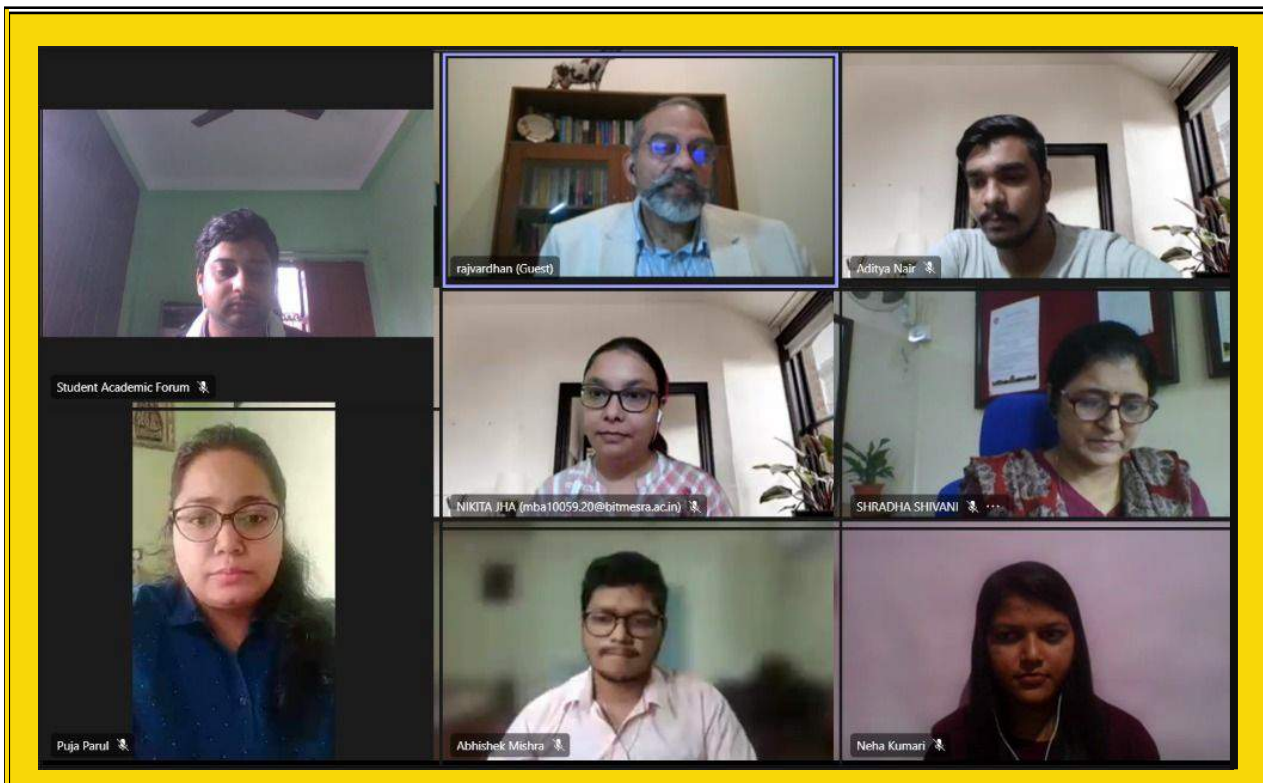 rajvardhan (Guest)
Aditya Nair
Student Academic Forum
NIKITA JHA (mba10059.20@bitmesra.ac.in)
SHRADHA SHIVANI ...
Puja Parul
Abhishek Mishra
Neha Kumari